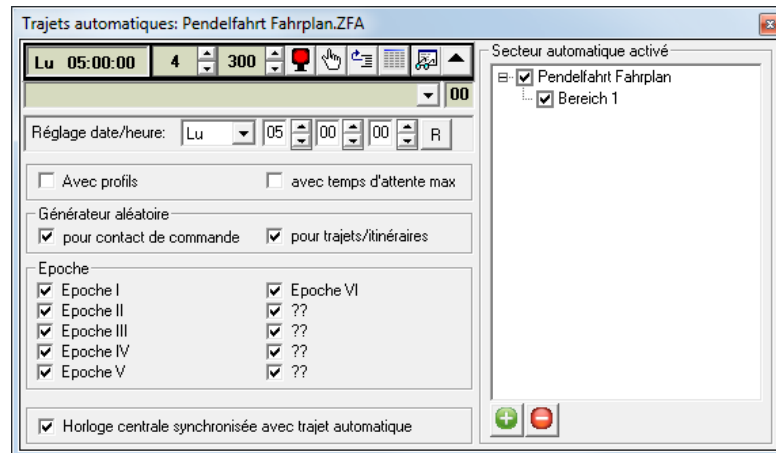 Trajets automatiques: Pendelfahrt Fahrplan.ZFA
Lu 05:00:00 4 300
00
Réglage date/heure: Lu 05 00 00 R
Avec profils avec temps d'attente max
Générateur aléatoire
pour contact de commande pour trajets/itinéraires
Epoche
Epoche I Epoche VI
Epoche II ??
Epoche III ??
Epoche IV ??
Epoche V ??
Horloge centrale synchronisée avec trajet automatique
Secteur automatique activé
Pendelfahrt Fahrplan
Bereich 1